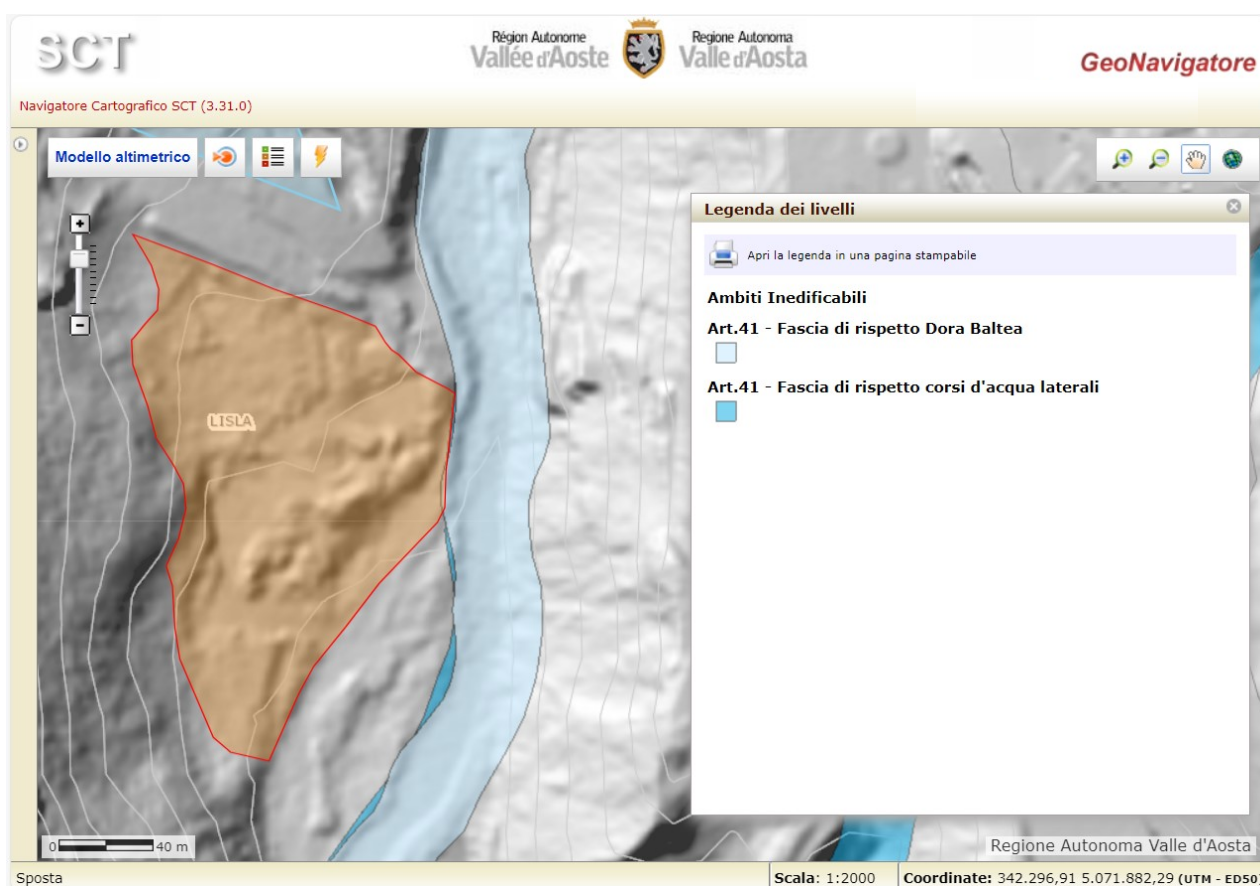 SCT
Région Autonome
Vallée d'Aoste
Regione Autonoma
Valle d'Aosta
GeoNavigatore
Navigatore Cartografico SCT (3.31.0)
Modello altimetrico
Legenda dei livelli
Apri la legenda in una pagina stampabile
Ambiti Inedificabili
Art.41 - Fascia di rispetto Dora Baltea
Art.41 - Fascia di rispetto corsi d'acqua laterali
LISLA
0 40 m
Regione Autonoma Valle d'Aosta
Sposta
Scala: 1:2000
Coordinate: 342.296,91 5.071.882,29 (UTM - ED50)